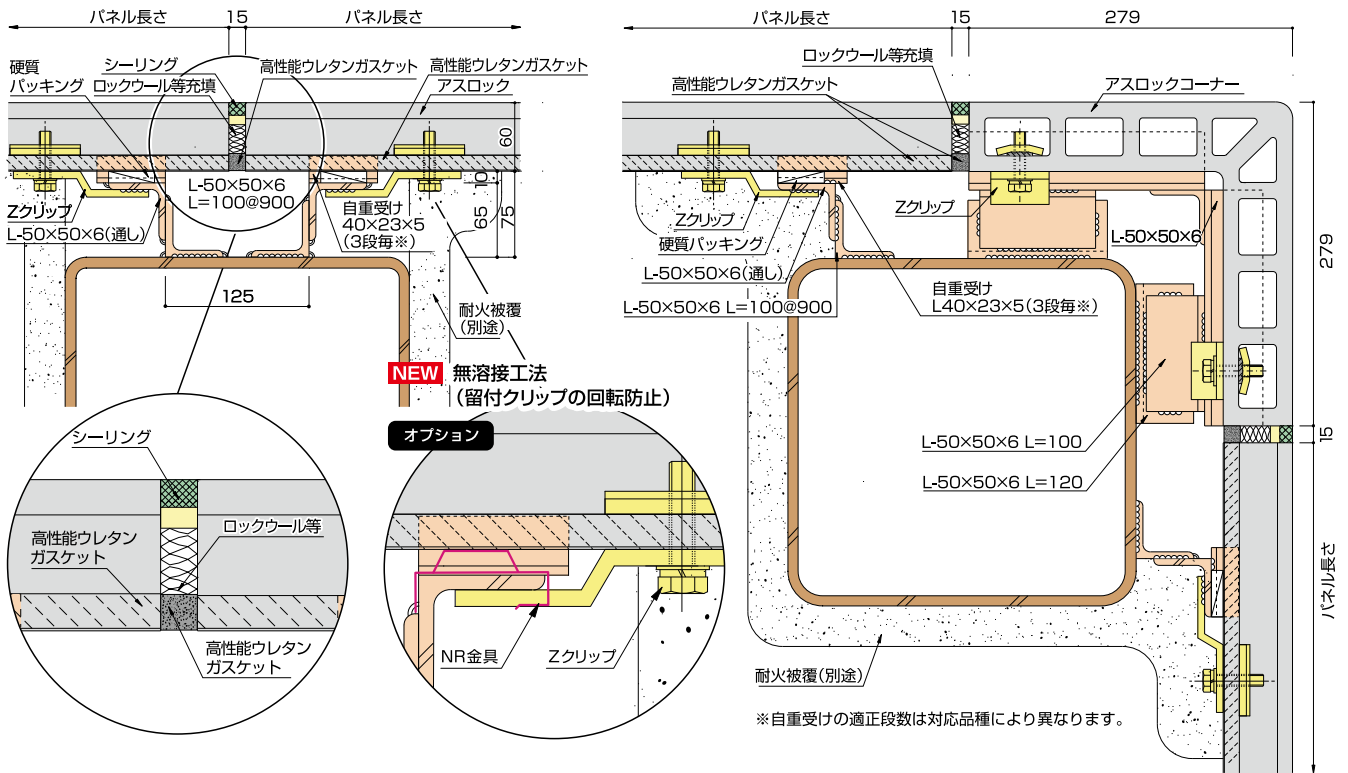 パネル長さ 15 パネル長さ
硬質
パッキング
シーリング
ロックウール等充填
高性能ウレタンガスケット
高性能ウレタンガスケット
アスロック
60
10
65
75
L-50×50×6
L=100@900
Zクリップ
L-50×50×6(通し)
自重受け
40×23×5
(3段毎※)
125
耐火被覆
(別途)
NEW 無溶接工法
(留付クリップの回転防止)
オプション
シーリング
ロックウール等
高性能ウレタン
ガスケット
高性能ウレタン
ガスケット
NR金具
Zクリップ
パネル長さ 15 279
ロックウール等充填
高性能ウレタンガスケット
アスロックコーナー
Zクリップ
硬質パッキング
L-50×50×6(通し)
L-50×50×6 L=100@900
Zクリップ
L-50×50×6
自重受け
L40×23×5(3段毎※)
279
15
パネル長さ
L-50×50×6 L=100
L-50×50×6 L=120
耐火被覆(別途)
※自重受けの適正段数は対応品種により異なります。